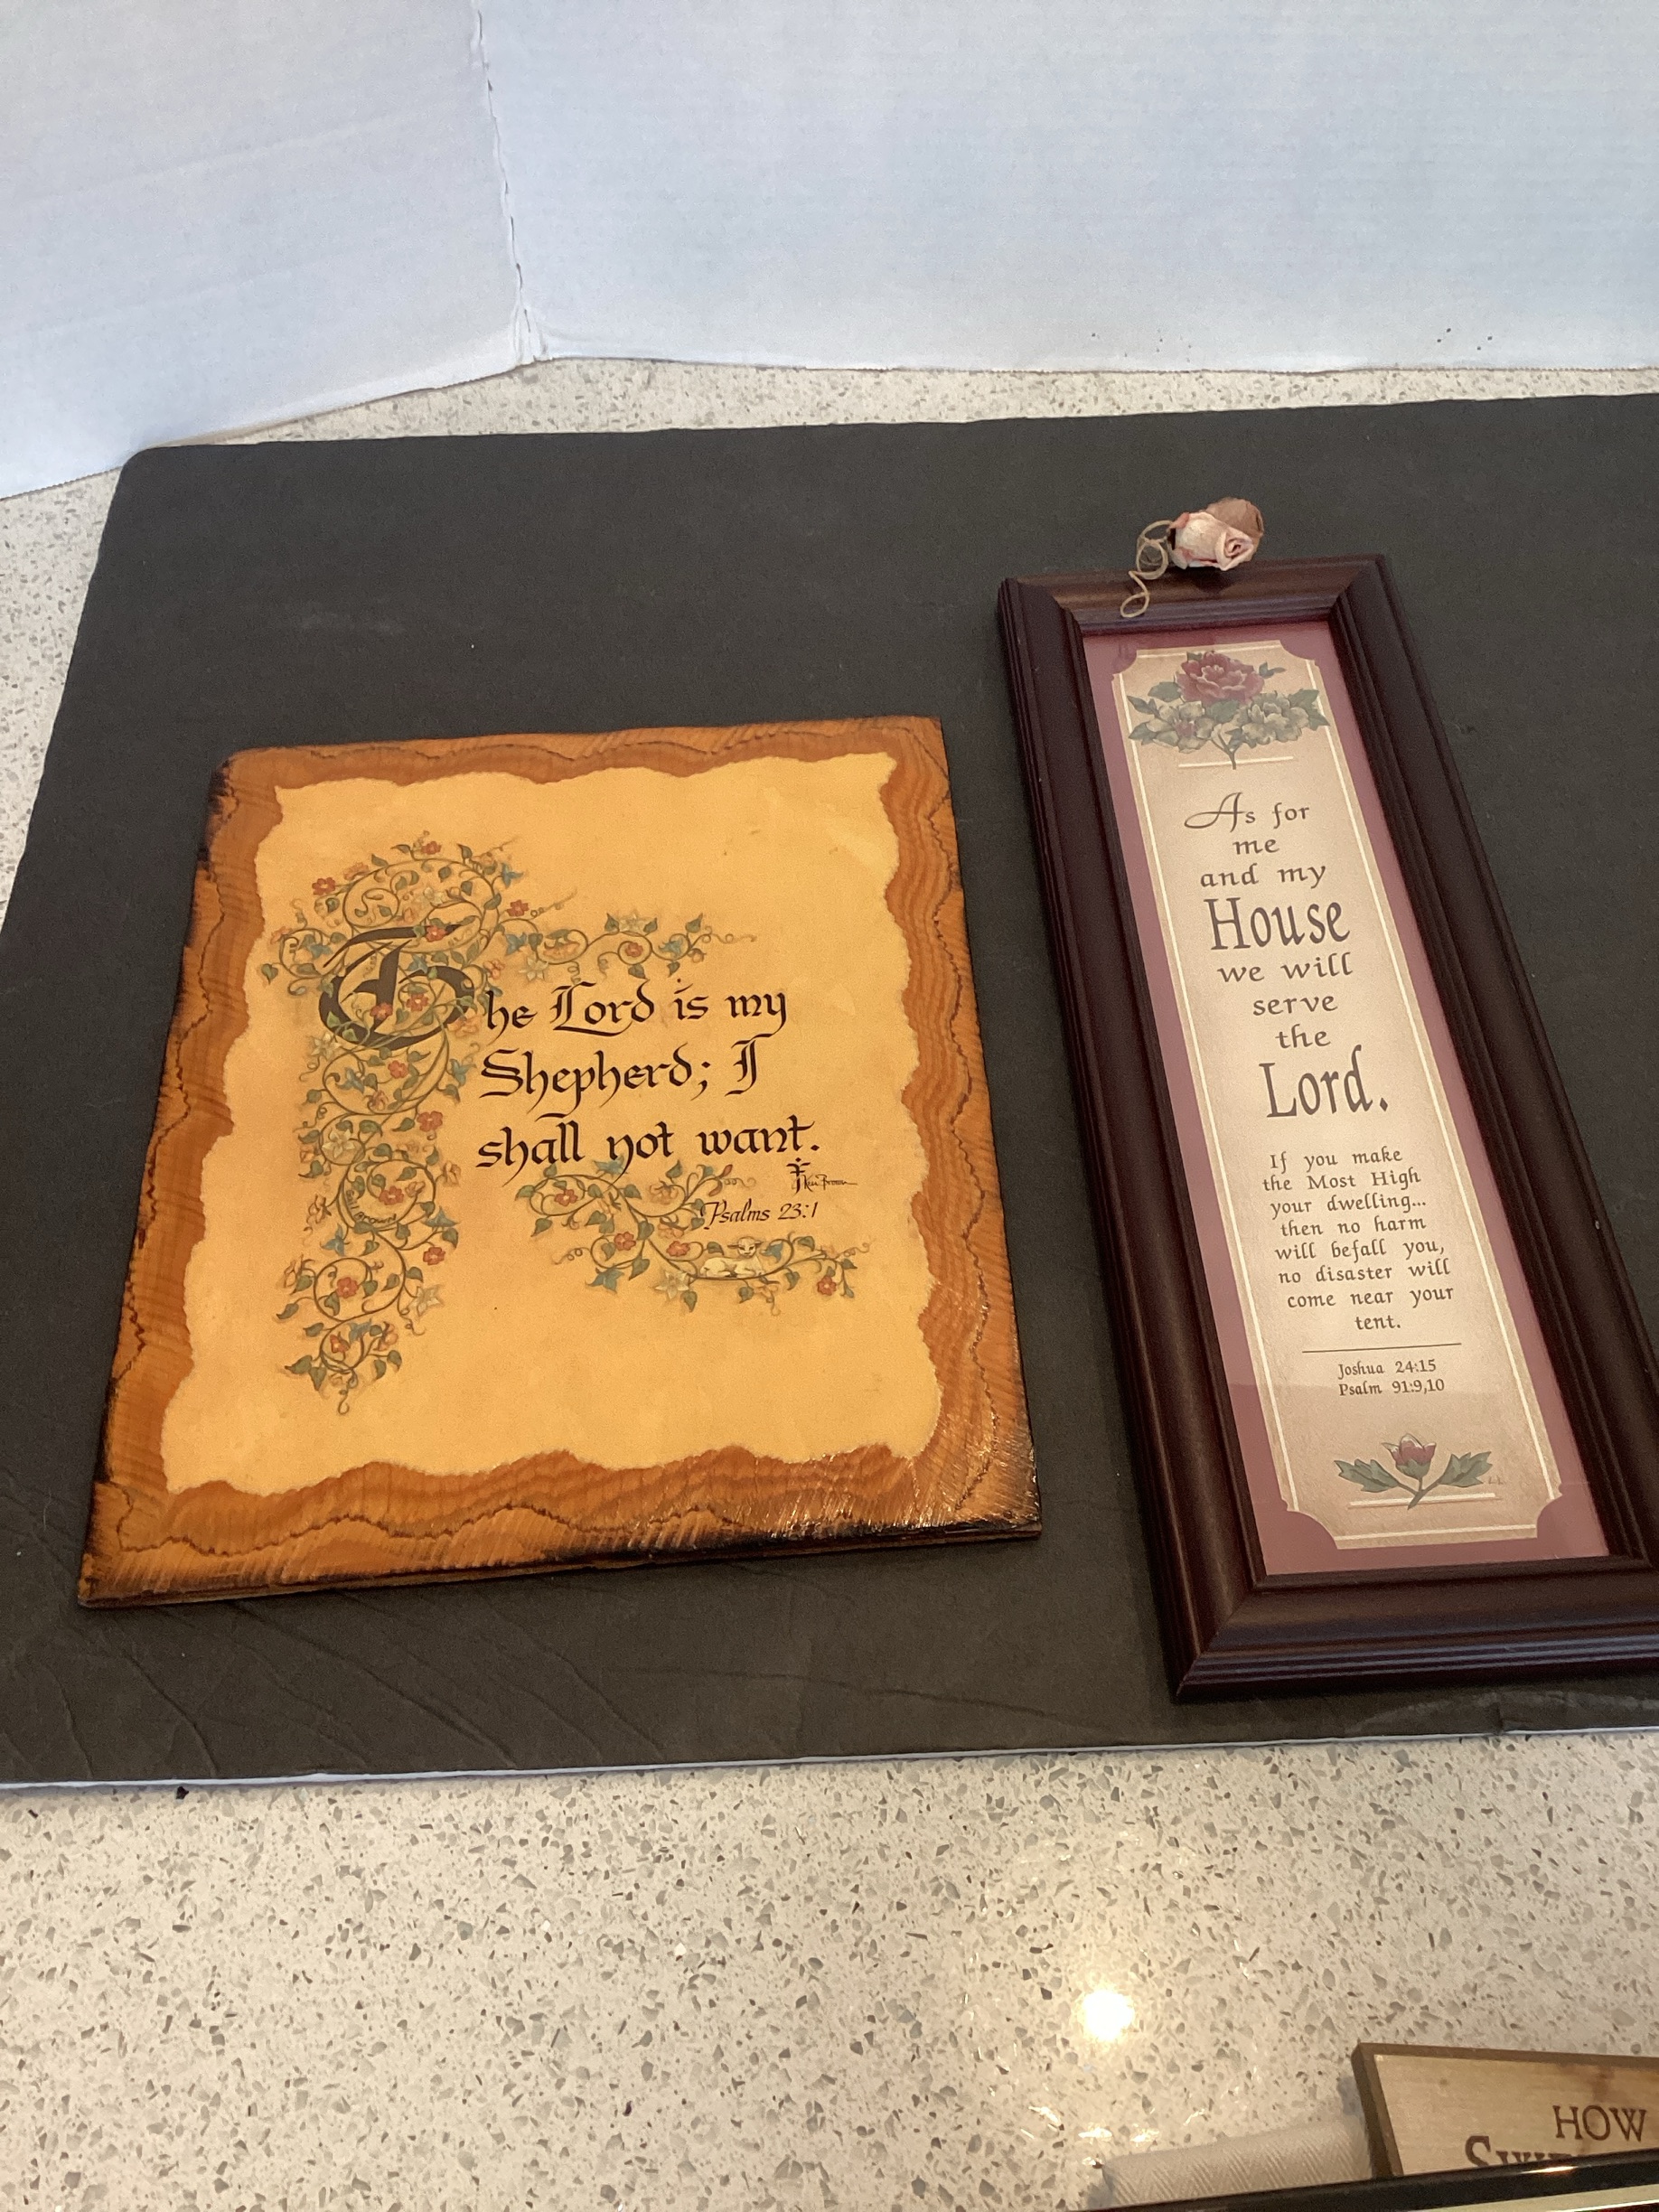 The Lord is my
Shepherd; I
shall not want.
Psalms 23:1
As for
me
and my
House
we will
serve
the
Lord.
If you make
the Most High
your dwelling...
then no harm
will befall you,
no disaster will
come near your
tent.
Joshua 24:15
Psalm 91:9,10
HOW